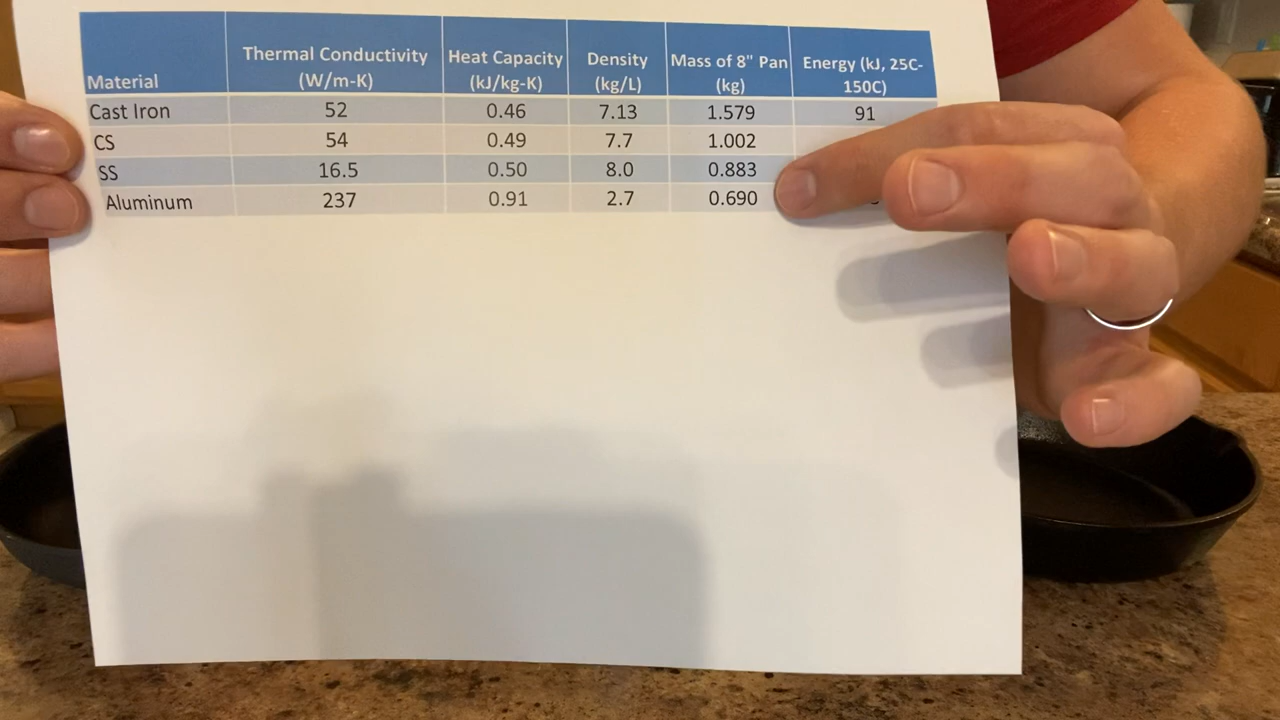 Material Thermal Conductivity (W/m-K) Heat Capacity (kJ/kg-K) Density (kg/L) Mass of 8" Pan (kg) Energy (kJ, 25C-150C)
Cast Iron 52 0.46 7.13 1.579 91
CS 54 0.49 7.7 1.002
SS 16.5 0.50 8.0 0.883
Aluminum 237 0.91 2.7 0.690